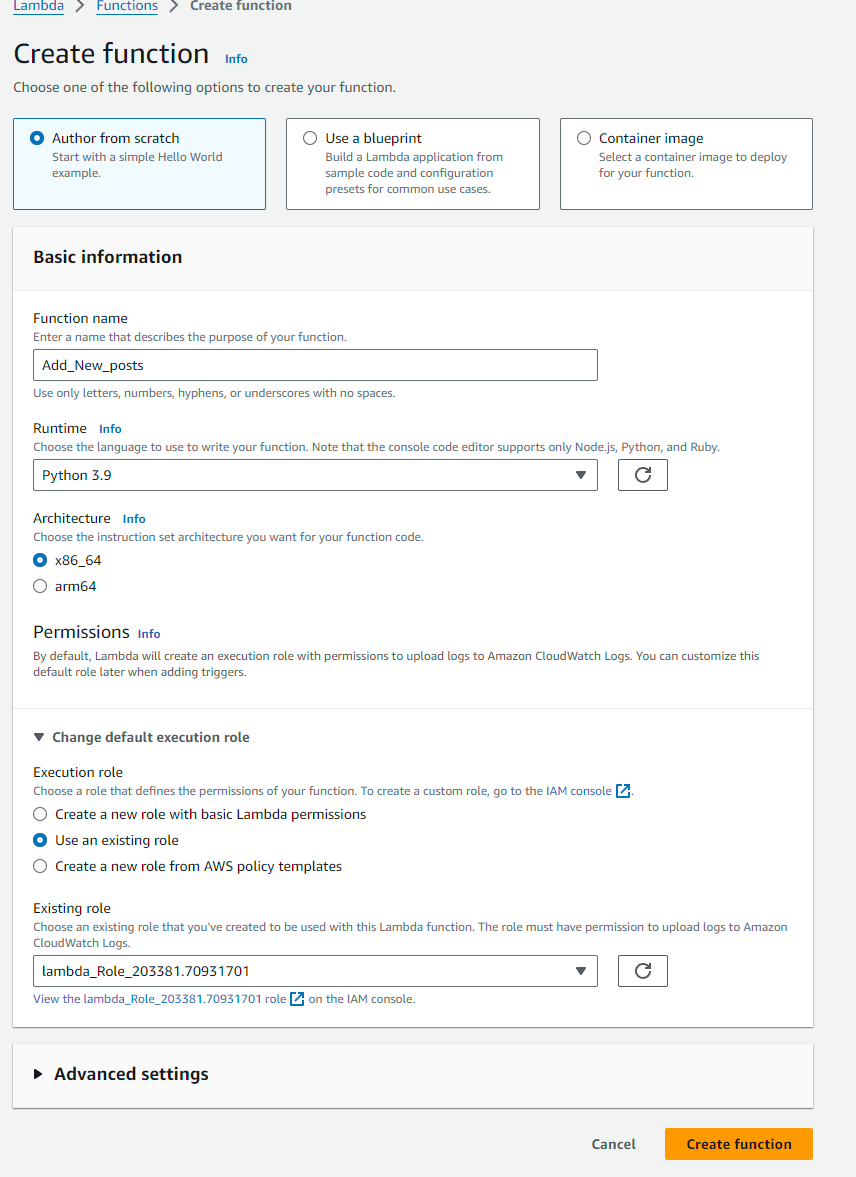 Lambda > Functions > Create function
Create function Info
Choose one of the following options to create your function.
Author from scratch
Start with a simple Hello World
example.
Use a blueprint
Build a Lambda application from
sample code and configuration
presets for common use cases.
Container image
Select a container image to deploy
for your function.
Basic information
Function name
Enter a name that describes the purpose of your function.
Add_New_posts
Use only letters, numbers, hyphens, or underscores with no spaces.
Runtime Info
Choose the language to use to write your function. Note that the console code editor supports only Node.js, Python, and Ruby.
Python 3.9
Architecture Info
Choose the instruction set architecture you want for your function code.
x86_64
arm64
Permissions Info
By default, Lambda will create an execution role with permissions to upload logs to Amazon CloudWatch Logs. You can customize this
default role later when adding triggers.
Change default execution role
Execution role
Choose a role that defines the permissions of your function. To create a custom role, go to the IAM console.
Create a new role with basic Lambda permissions
Use an existing role
Create a new role from AWS policy templates
Existing role
Choose an existing role that you've created to be used with this Lambda function. The role must have permission to upload logs to Amazon
CloudWatch Logs.
lambda_Role_203381.70931701
View the lambda_Role_203381.70931701 role on the IAM console.
Advanced settings
Cancel
Create function